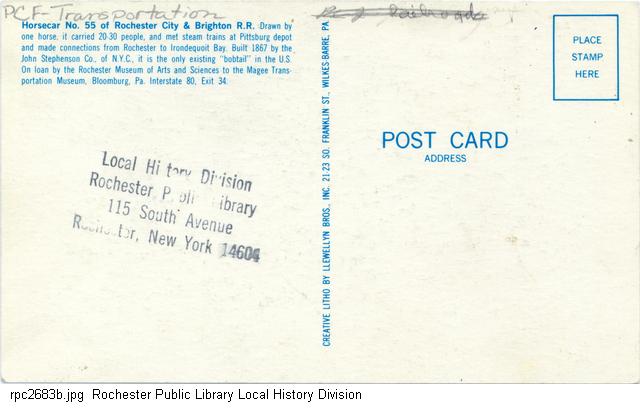 PCF-Transportation
Horsecar No. 55 of Rochester City & Brighton R.R. Drawn by
one horse, it carried 20-30 people, and met steam trains at Pittsburg depot
and made connections from Rochester to Irondequoit Bay. Built 1867 by the
John Stephenson Co., of N.Y.C., it is the only existing "bobtail" in the U.S.
On loan by the Rochester Museum of Arts and Sciences to the Magee Trans-
portation Museum, Bloomburg, Pa. Interstate 80, Exit 34.
Local History Division
Rochester Public Library
115 South Avenue
Rochester, New York 14604
CREATIVE LITHO BY LLEWELLYN BROS., INC. 21-23 SO. FRANKLIN ST., WILKES-BARRE, PA.
railroads
PLACE
STAMP
HERE
POST CARD
ADDRESS
rpc2683b.jpg Rochester Public Library Local History Division